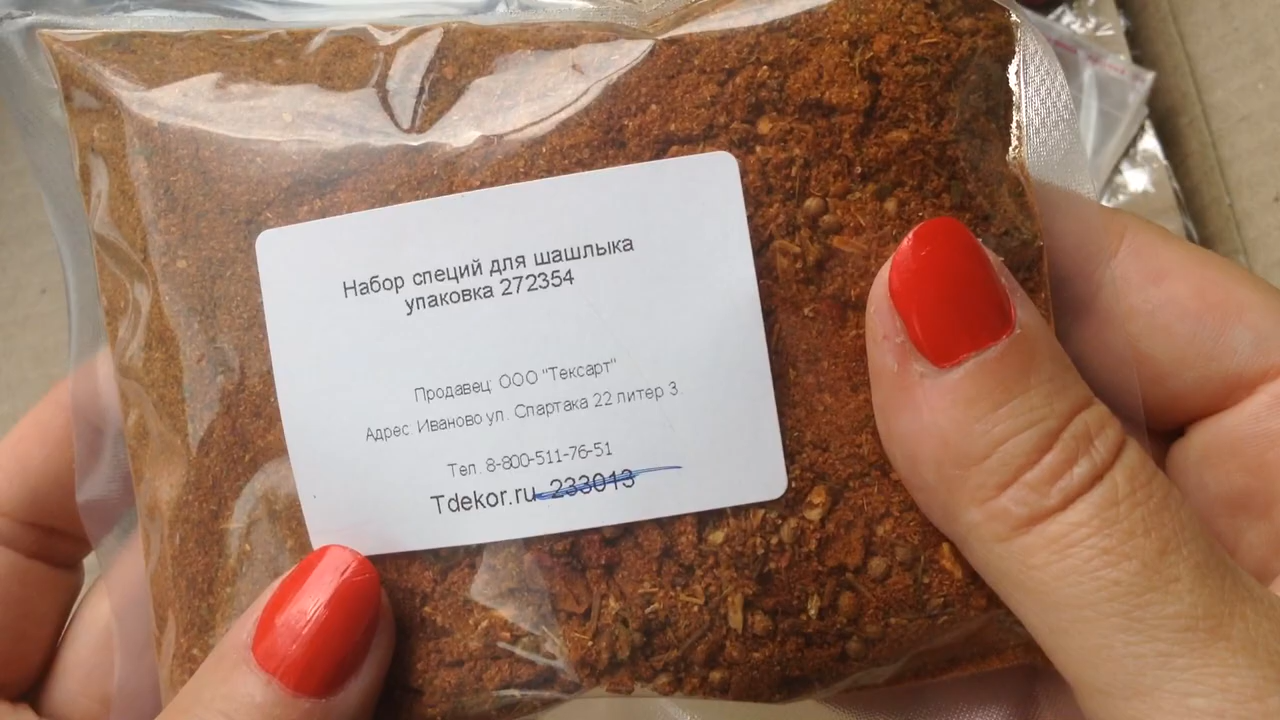 Набор специй для шашлыка
упаковка 272354
Продавец: ООО "Тексарт"
Адрес: Иваново ул. Спартака 22 литер 3.
Тел. 8-800-511-76-51
Tdekor.ru 233013